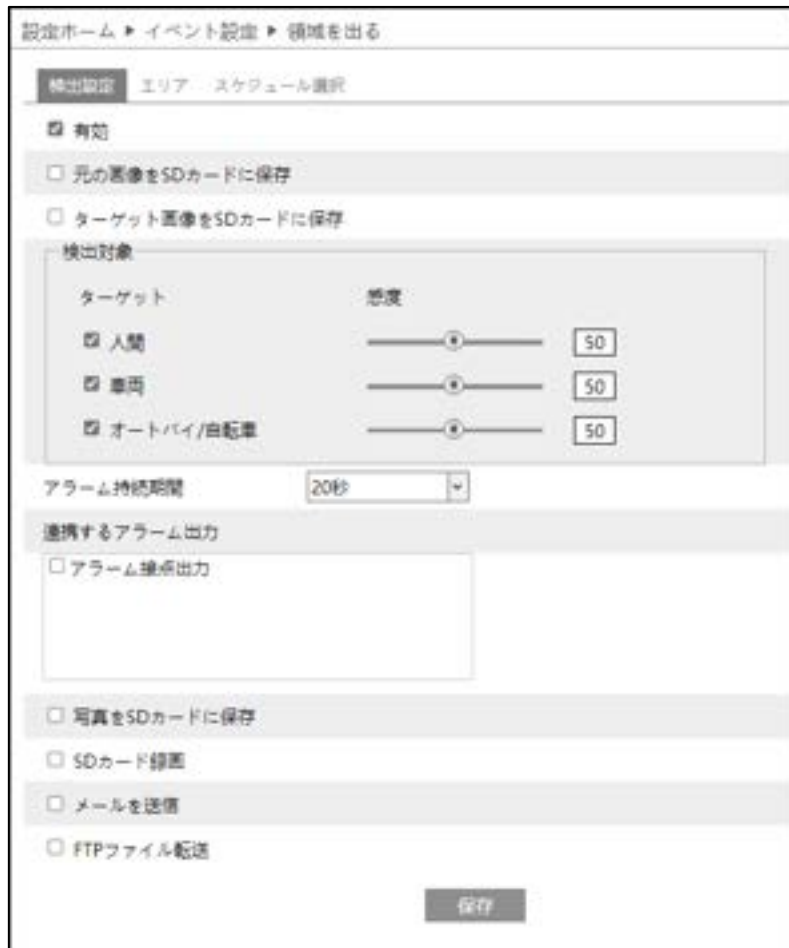 設定ホーム ▶ イベント設定 ▶ 領域を出る
検出設定 エリア スケジュール選択
有効
元の画像をSDカードに保存
ターゲット画像をSDカードに保存
検出対象
ターゲット 感度
人間 50
車両 50
オートバイ/自転車 50
アラーム持続期間 20秒
連携するアラーム出力
アラーム接点出力
写真をSDカードに保存
SDカード録画
メールを送信
FTPファイル転送
保存